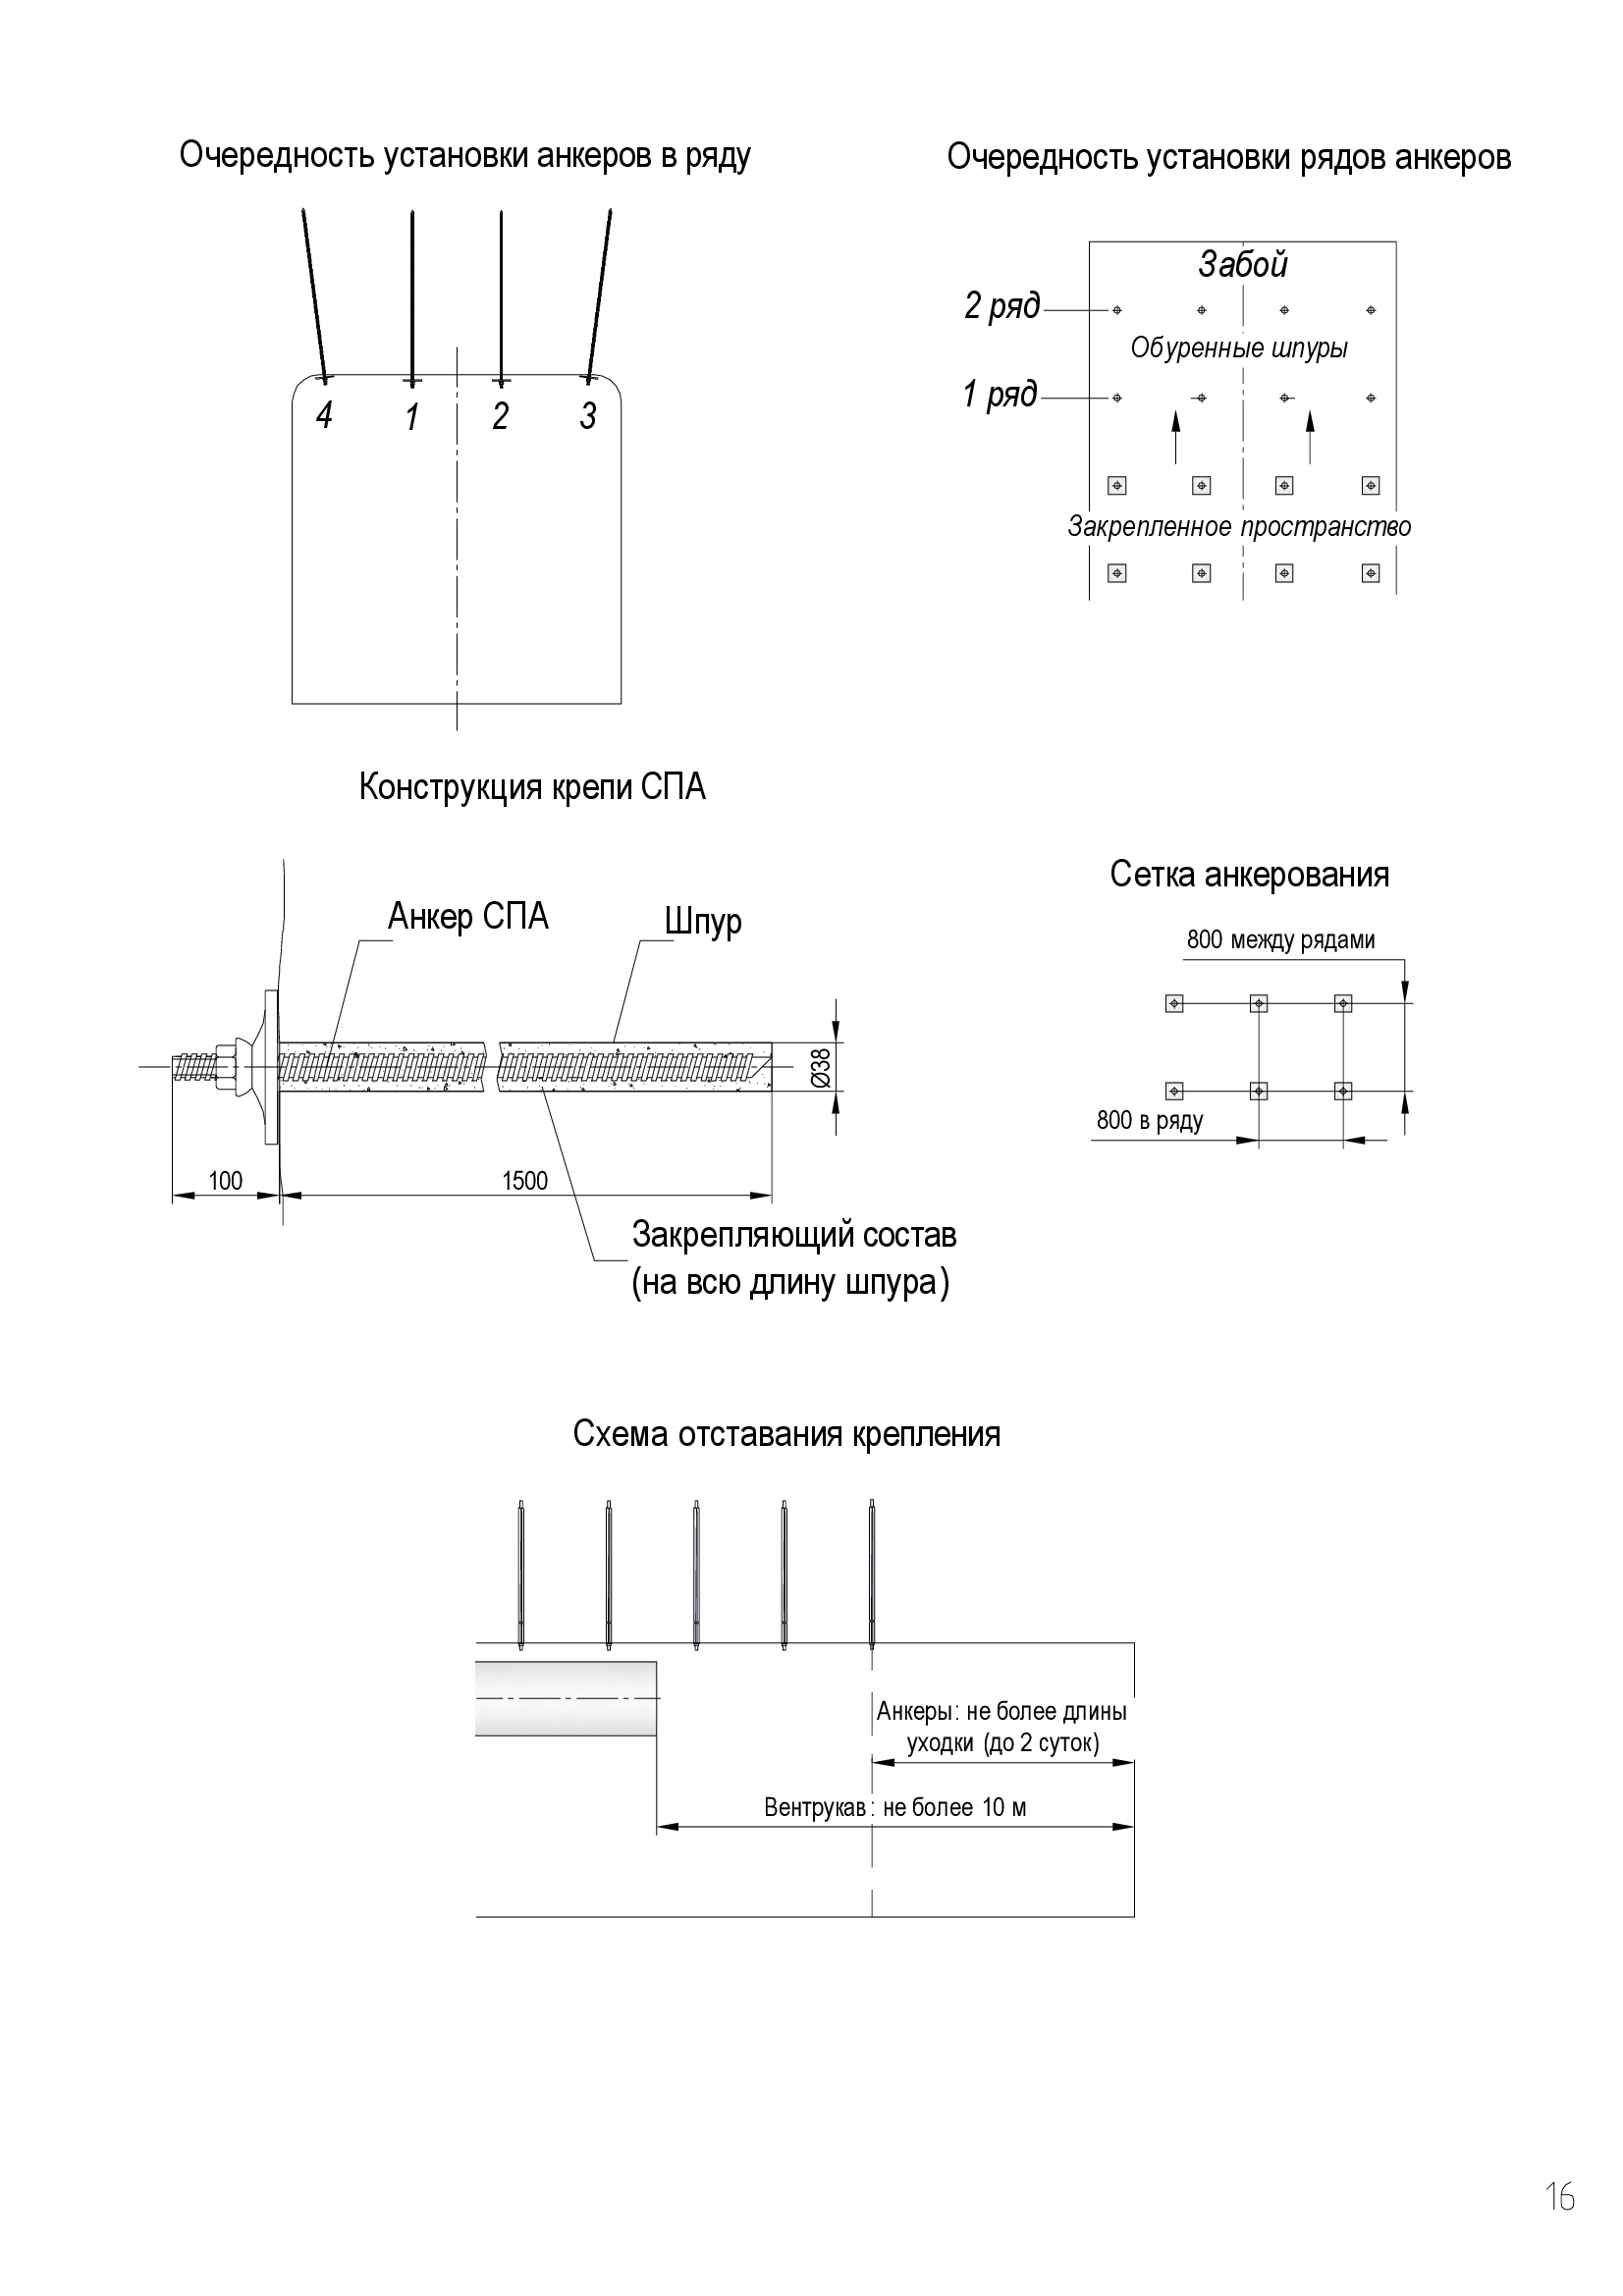 Очередность установки анкеров в ряду
4
1
2
3
Очередность установки рядов анкеров
Забой
2 ряд
Обуренные шпуры
1 ряд
Закрепленное пространство
Конструкция крепи СПА
Анкер СПА
Шпур
Ø38
100
1500
Закрепляющий состав
(на всю длину шпура)
Сетка анкерования
800 между рядами
800 в ряду
Схема отставания крепления
Анкеры: не более длины
уходки (до 2 суток)
Вентрукав: не более 10 м
16